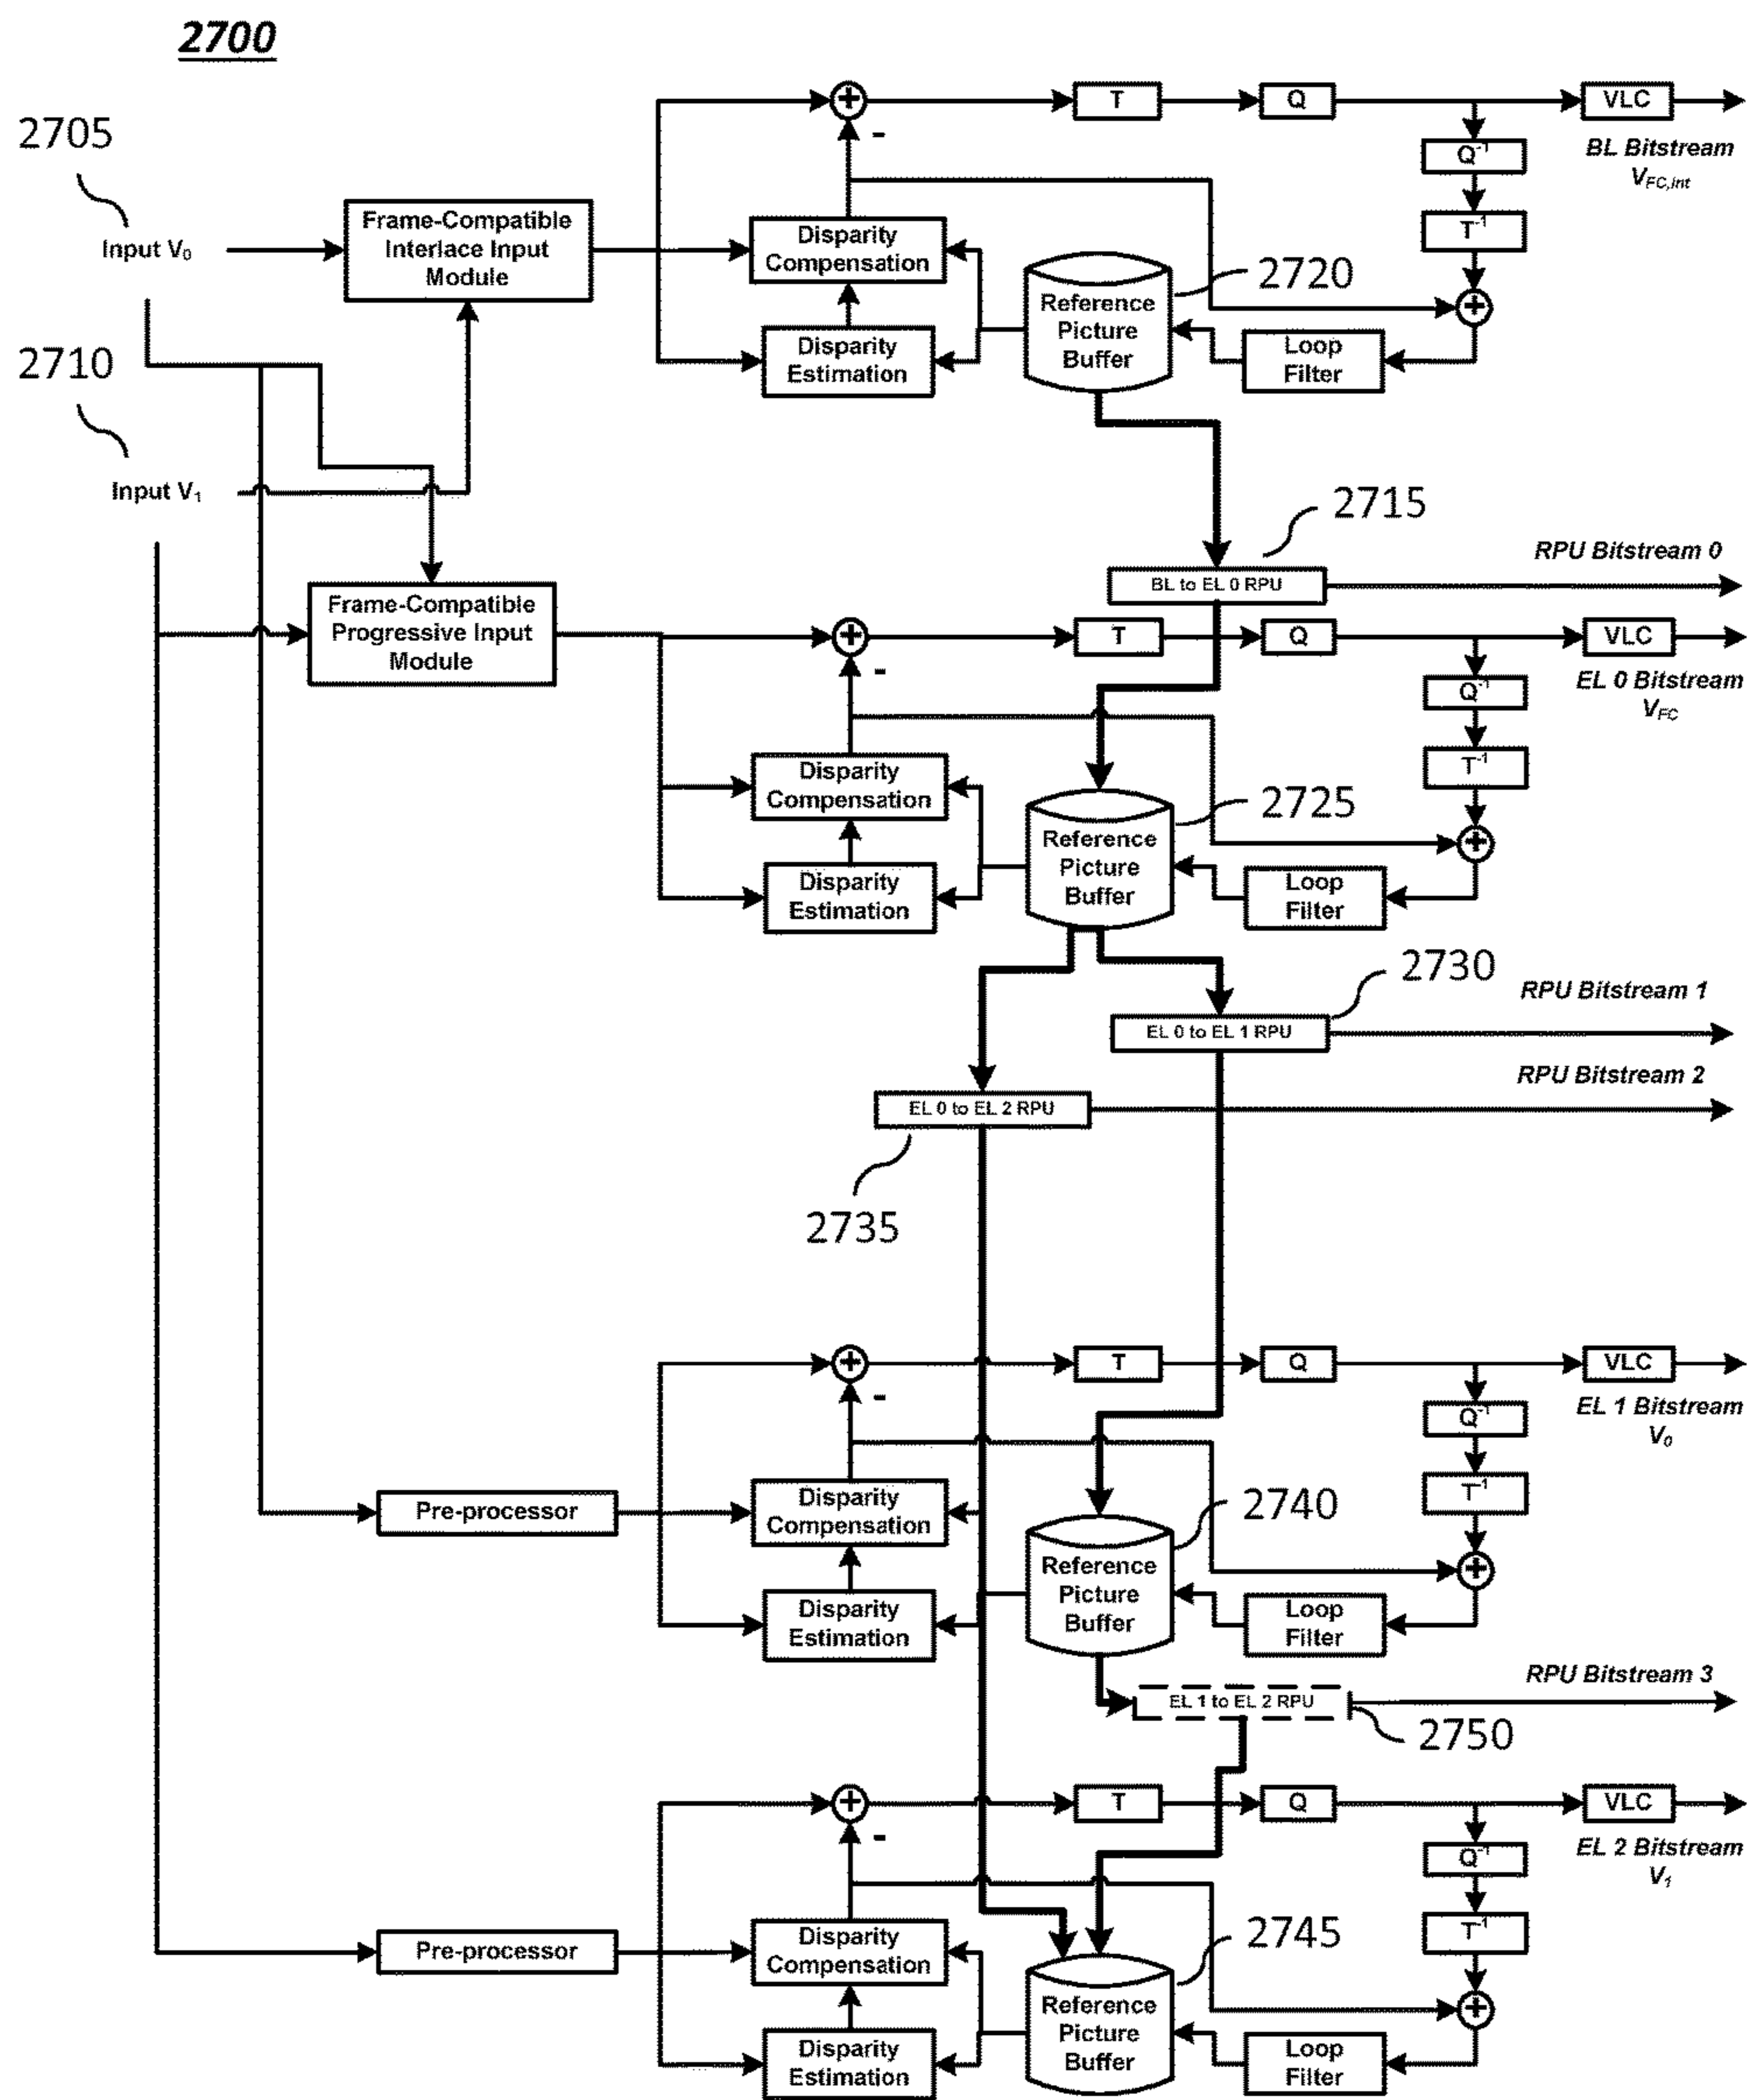 2700
2705
Input V₀
2710
Input V₁
Frame-Compatible
Interlace Input
Module
+
-
T
Q
VLC
BL Bitstream
V_FC,int
Q⁻¹
T⁻¹
+
Disparity
Compensation
Disparity
Estimation
Reference
Picture
Buffer
2720
Loop
Filter
2715
BL to EL 0 RPU
RPU Bitstream 0
Frame-Compatible
Progressive Input
Module
+
-
T
Q
VLC
EL 0 Bitstream
V_FC
Q⁻¹
T⁻¹
+
Disparity
Compensation
Disparity
Estimation
Reference
Picture
Buffer
2725
Loop
Filter
2730
EL 0 to EL 1 RPU
RPU Bitstream 1
EL 0 to EL 2 RPU
RPU Bitstream 2
2735
Pre-processor
+
-
T
Q
VLC
EL 1 Bitstream
V₀
Q⁻¹
T⁻¹
+
Disparity
Compensation
Disparity
Estimation
Reference
Picture
Buffer
2740
Loop
Filter
EL 1 to EL 2 RPU
RPU Bitstream 3
2750
Pre-processor
+
-
T
Q
VLC
EL 2 Bitstream
V₁
Q⁻¹
T⁻¹
+
Disparity
Compensation
Disparity
Estimation
Reference
Picture
Buffer
2745
Loop
Filter